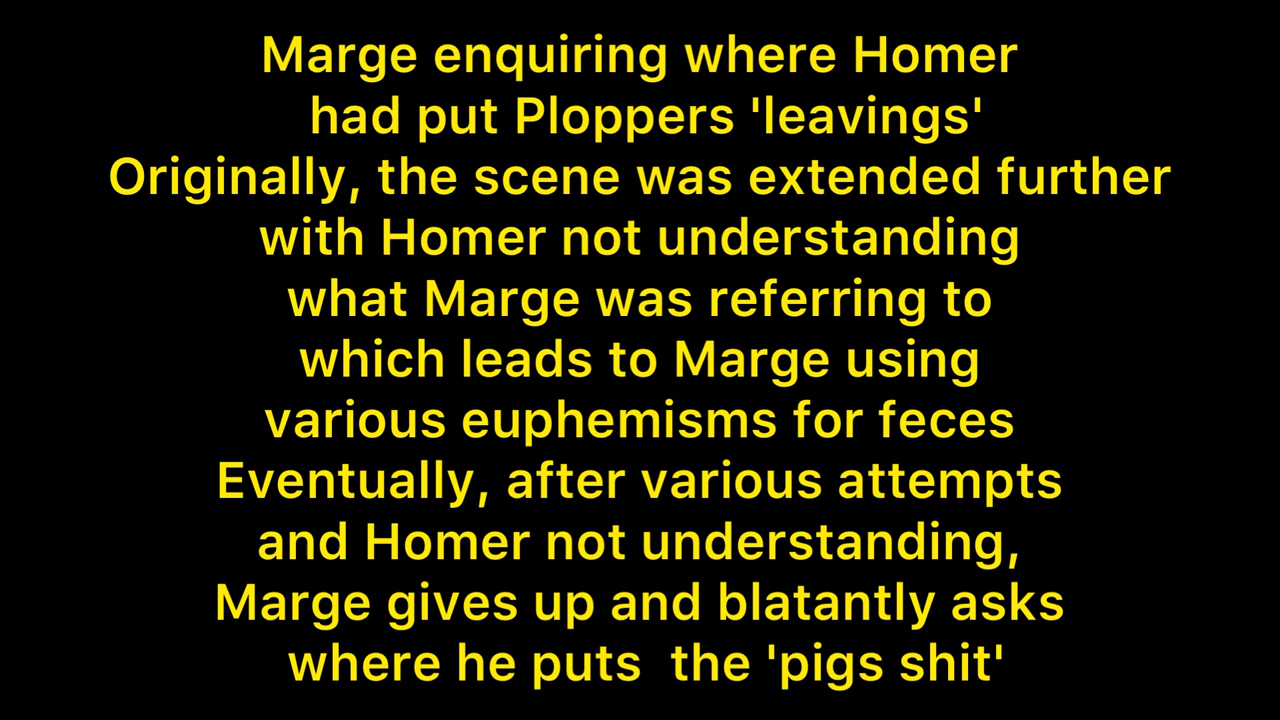 Marge enquiring where Homer
had put Ploppers 'leavings'
Originally, the scene was extended further
with Homer not understanding
what Marge was referring to
which leads to Marge using
various euphemisms for feces
Eventually, after various attempts
and Homer not understanding,
Marge gives up and blatantly asks
where he puts  the 'pigs shit'